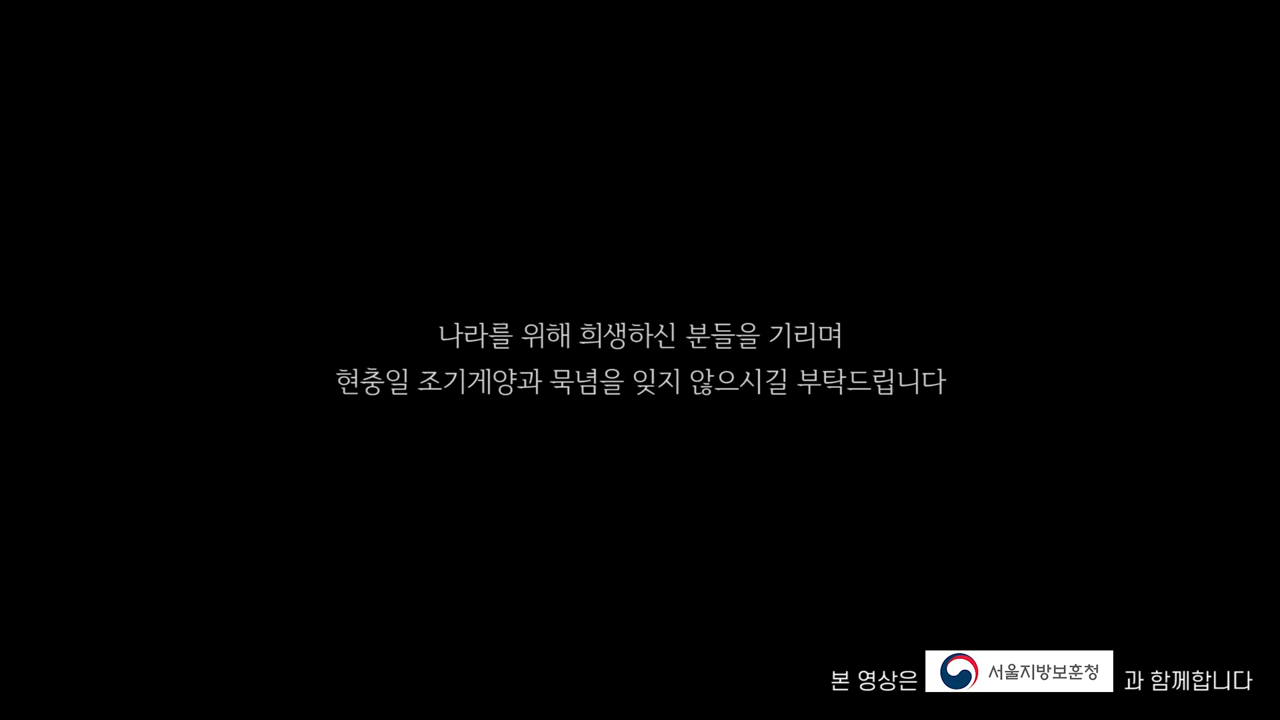 나라를 위해 희생하신 분들을 기리며
현충일 조기게양과 묵념을 잊지 않으시길 부탁드립니다
본 영상은 서울지방보훈청 과 함께합니다